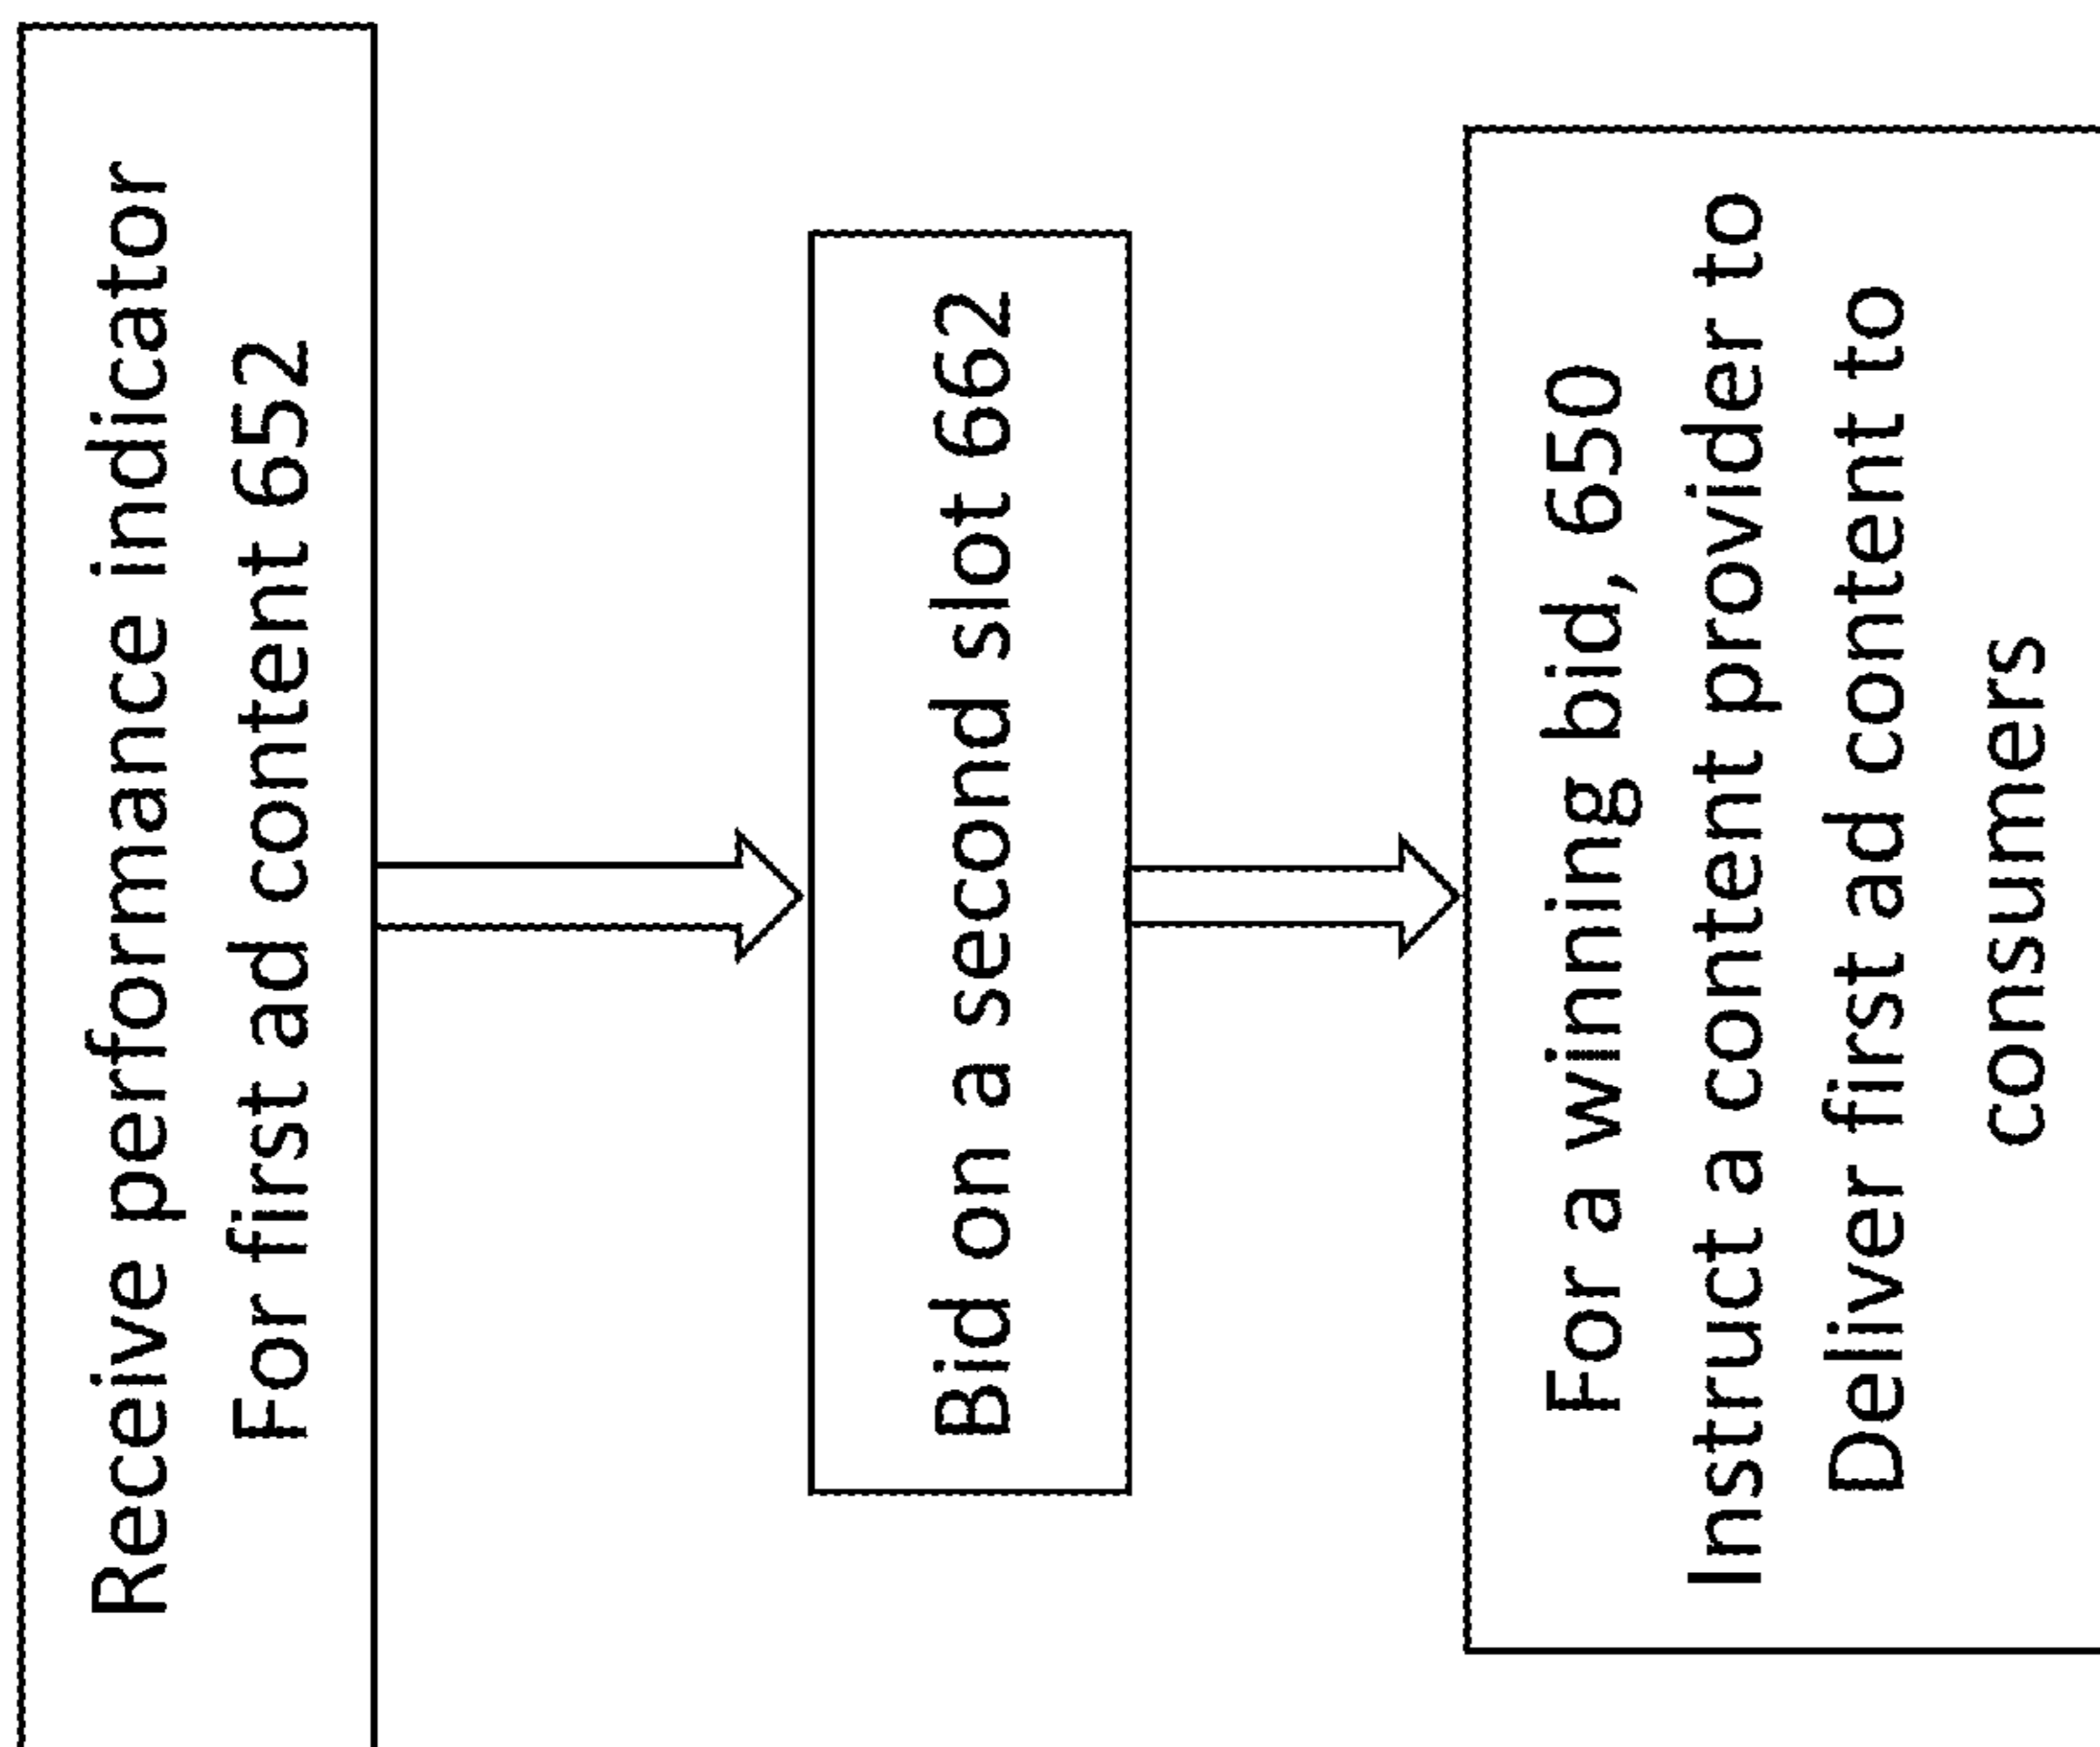 Receive performance indicator
For first ad content 652
Bid on a second slot 662
For a winning bid, 650
Instruct a content provider to
Deliver first ad content to
consumers